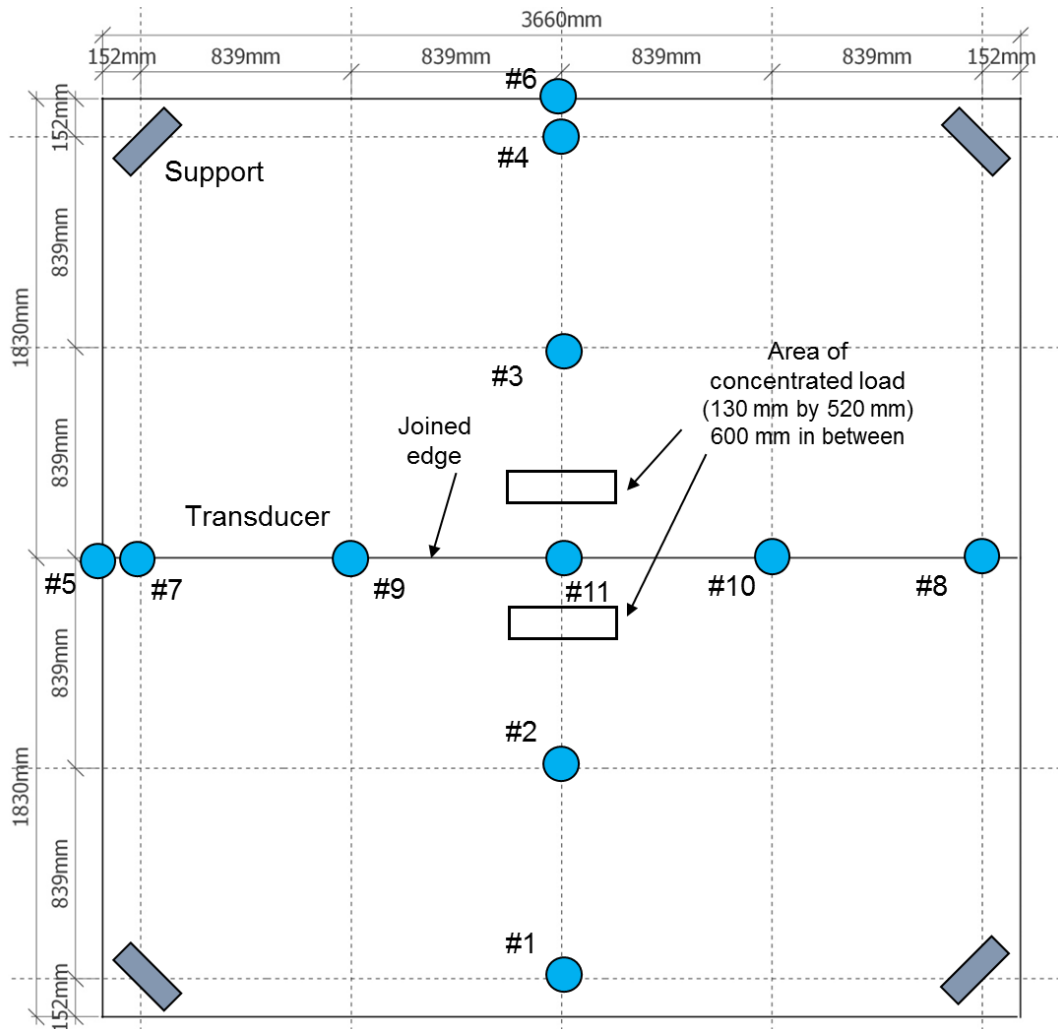 3660mm
152mm
839mm
839mm
839mm
839mm
152mm
#6
152mm
#4
Support
839mm
1830mm
#3
Area of
concentrated load
(130 mm by 520 mm)
600 mm in between
Joined
edge
839mm
Transducer
#5
#7
#9
#11
#10
#8
839mm
#2
1830mm
839mm
#1
152mm